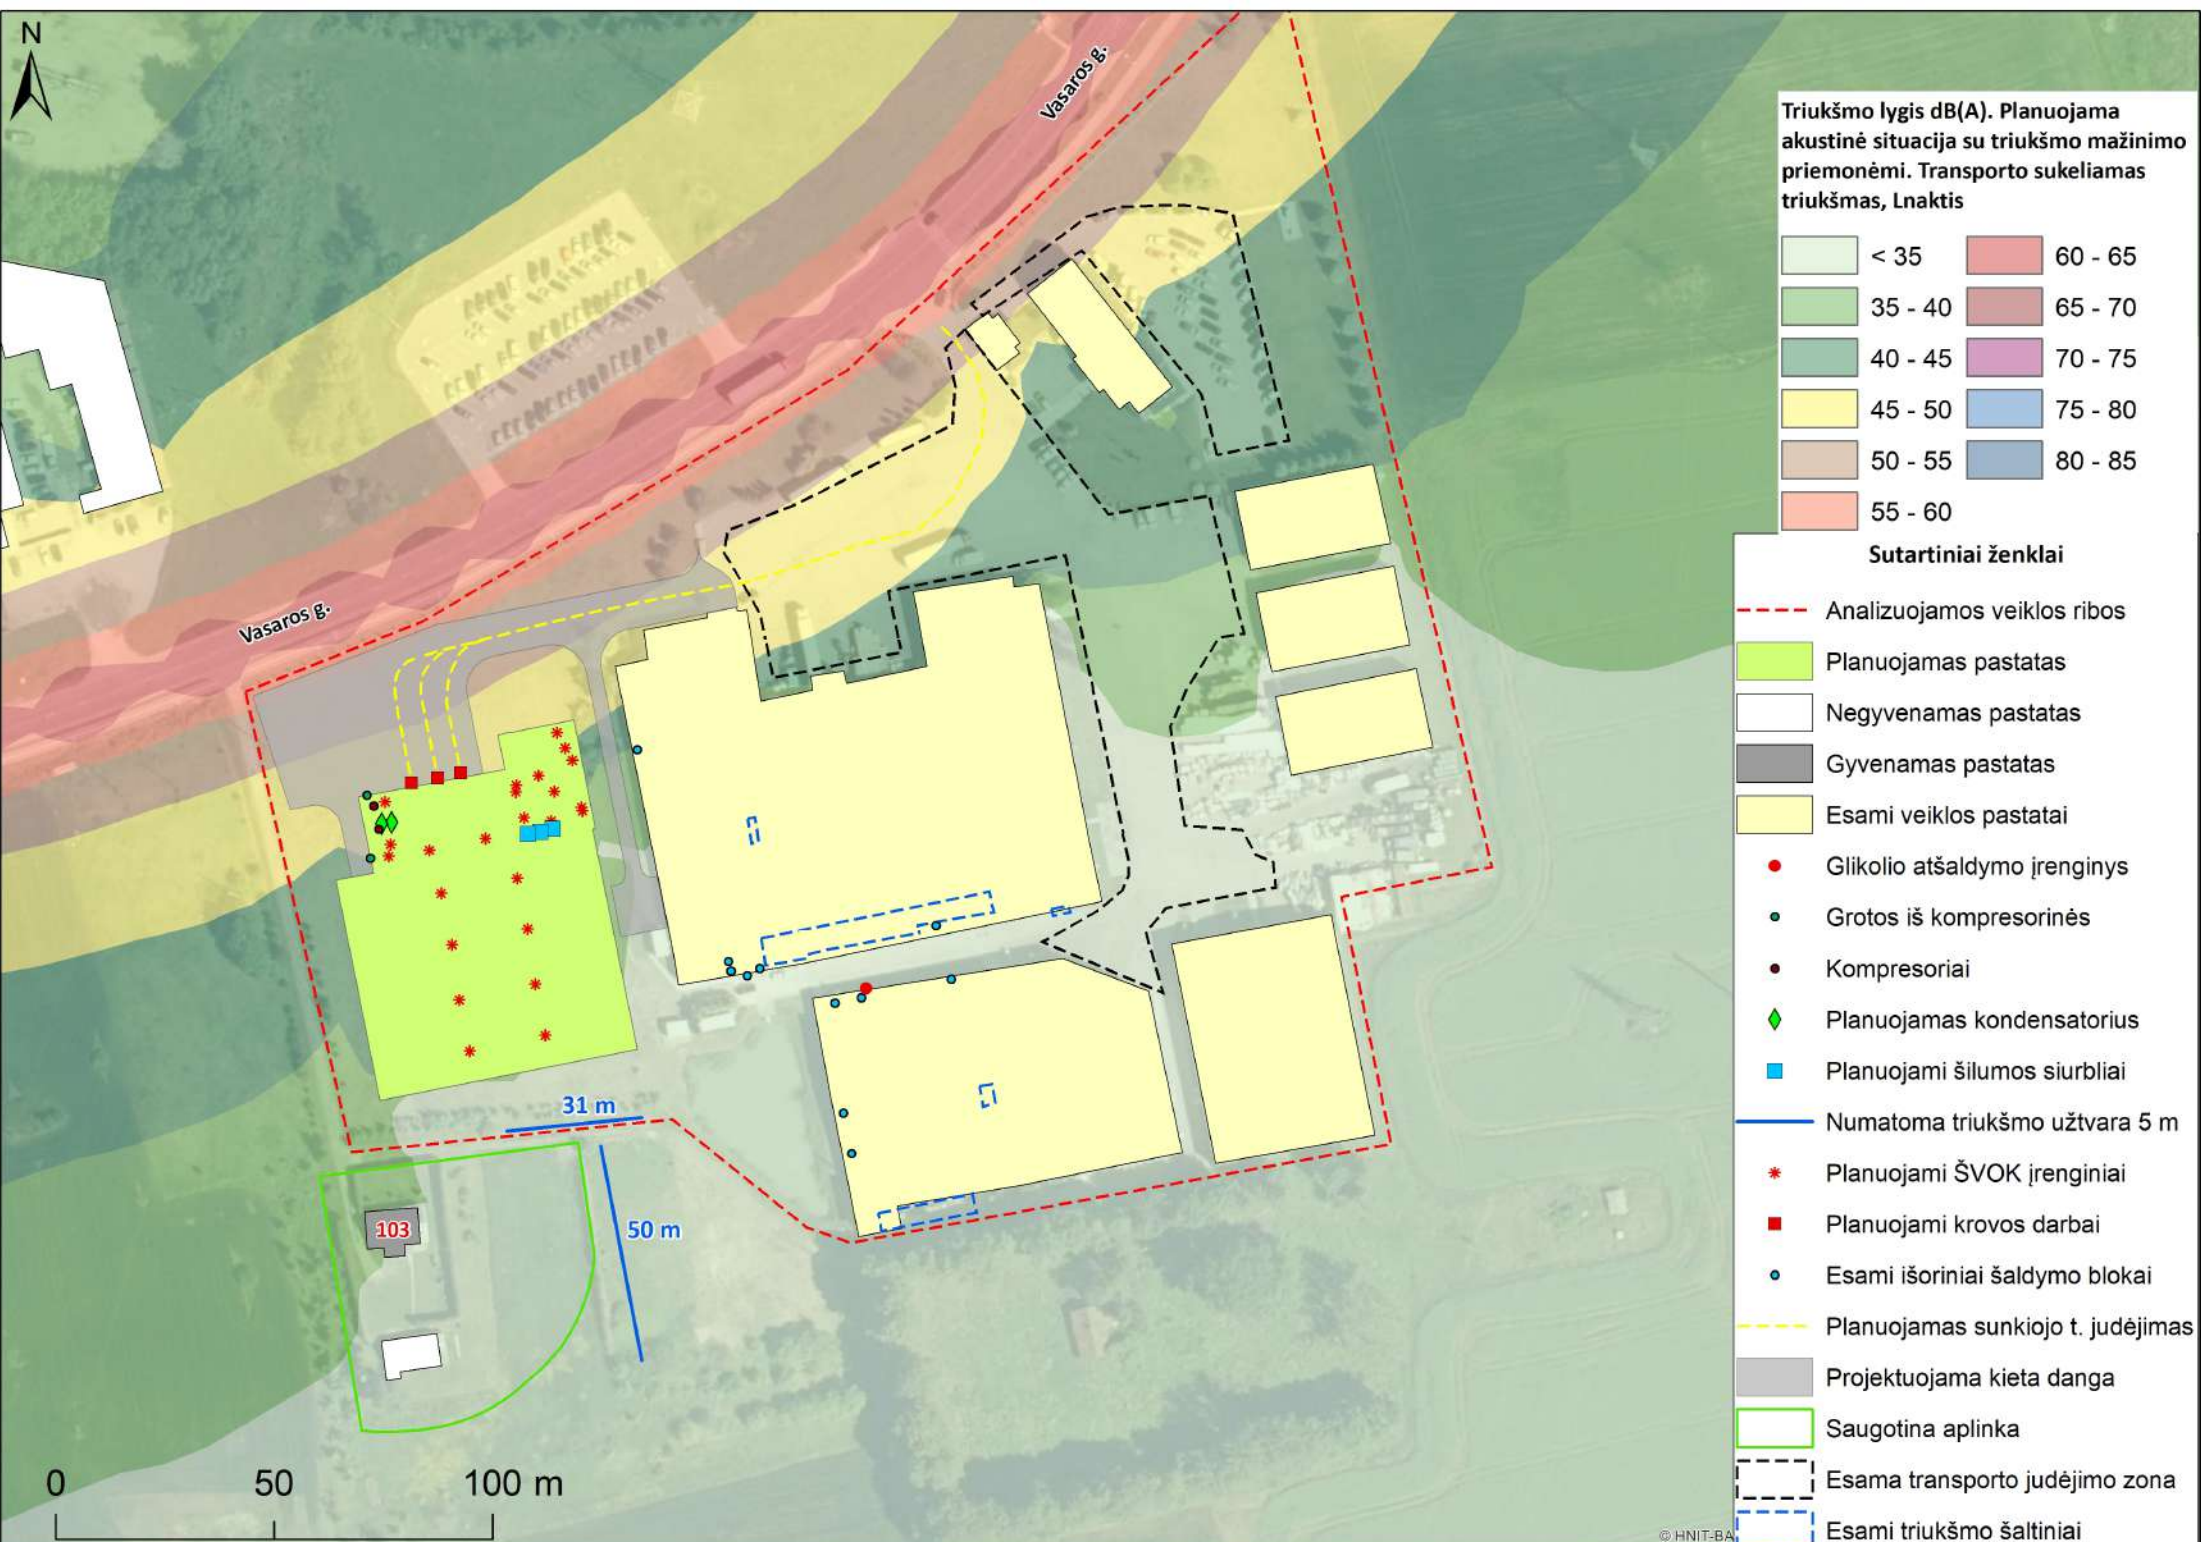 N
Vasaros g.
Vasaros g.
31 m
50 m
103
0 50 100 m
© HNIT-BA
Triukšmo lygis dB(A). Planuojama
akustinė situacija su triukšmo mažinimo
priemonėmi. Transporto sukeliamas
triukšmas, Lnaktis
< 35 60 - 65
35 - 40 65 - 70
40 - 45 70 - 75
45 - 50 75 - 80
50 - 55 80 - 85
55 - 60
Sutartiniai ženklai
Analizuojamos veiklos ribos
Planuojamas pastatas
Negyvenamas pastatas
Gyvenamas pastatas
Esami veiklos pastatai
Glikolio atšaldymo įrenginys
Grotos iš kompresorinės
Kompresoriai
Planuojamas kondensatorius
Planuojami šilumos siurbliai
Numatoma triukšmo užtvara 5 m
Planuojami ŠVOK įrenginiai
Planuojami krovos darbai
Esami išoriniai šaldymo blokai
Planuojamas sunkiojo t. judėjimas
Projektuojama kieta danga
Saugotina aplinka
Esama transporto judėjimo zona
Esami triukšmo šaltiniai